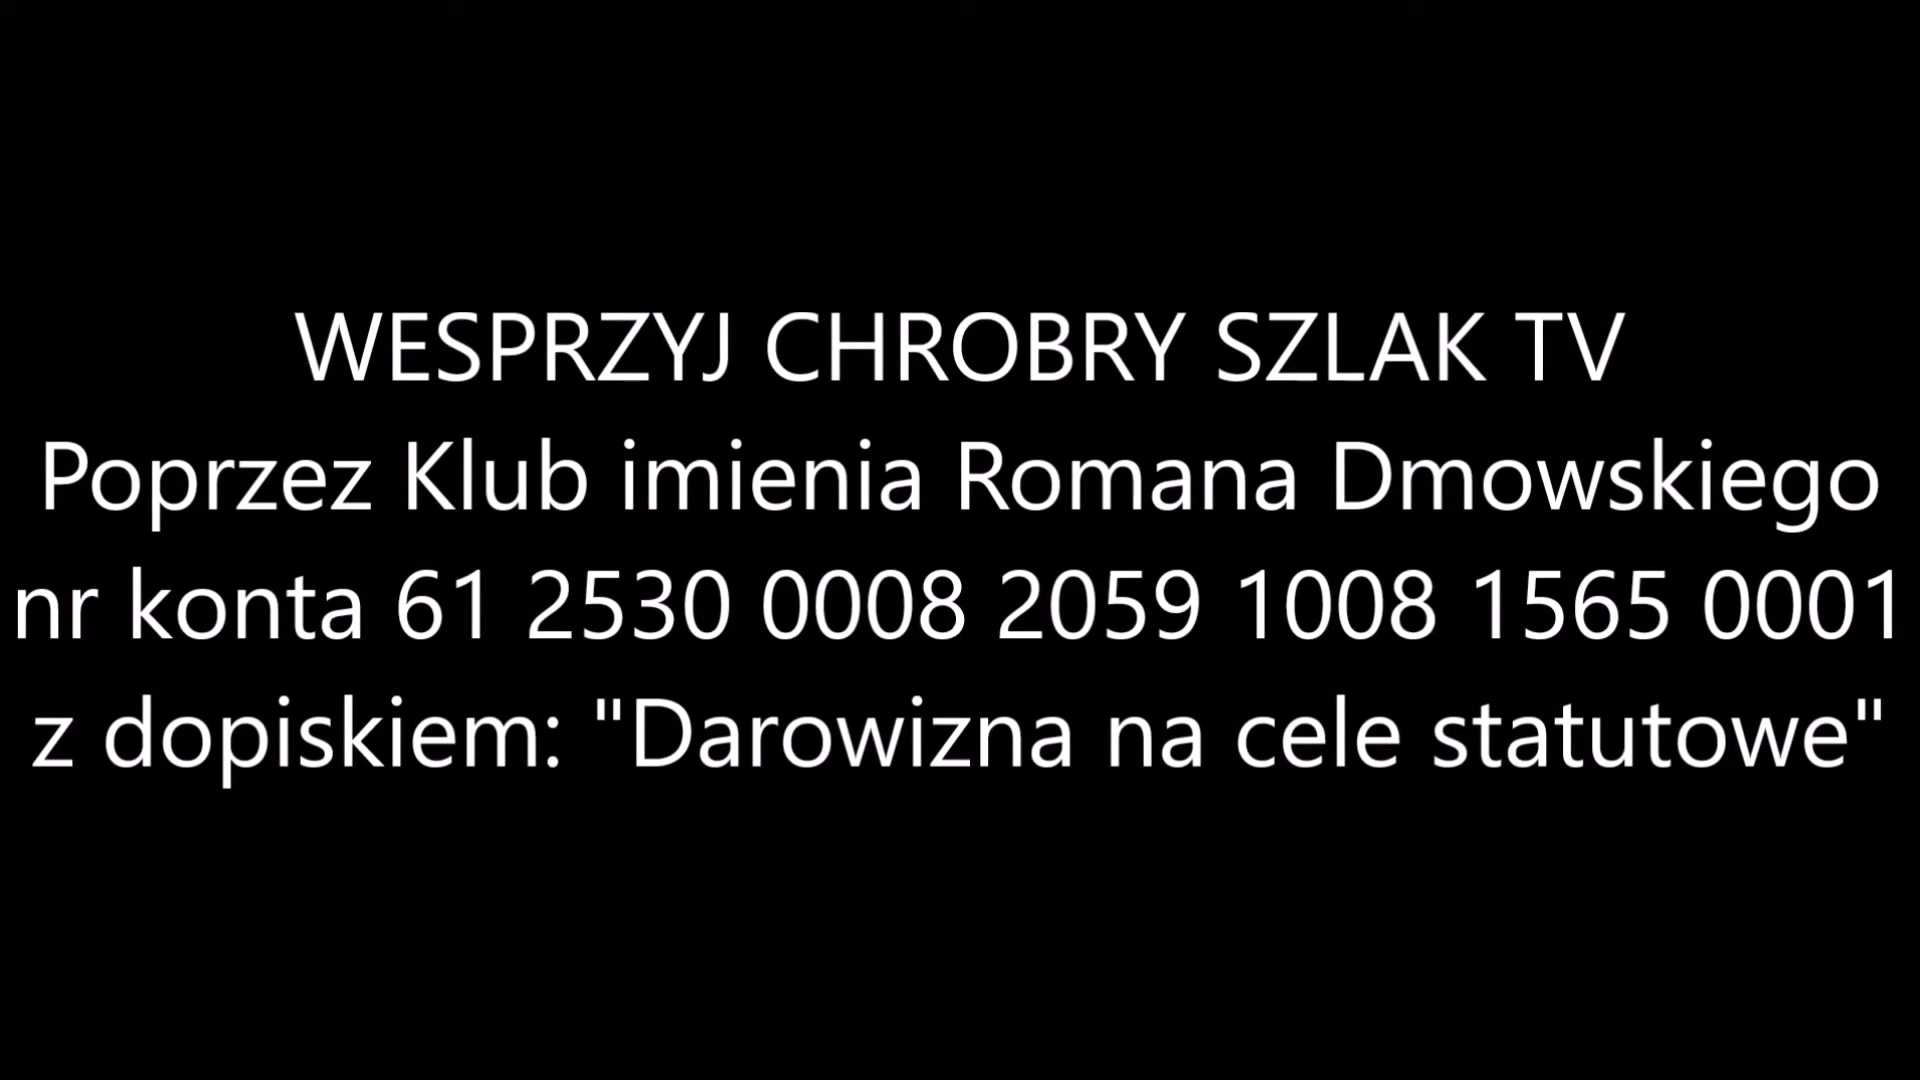 WESPRZYJ CHROBRY SZLAK TV
Poprzez Klub imienia Romana Dmowskiego
nr konta 61 2530 0008 2059 1008 1565 0001
z dopiskiem: "Darowizna na cele statutowe"